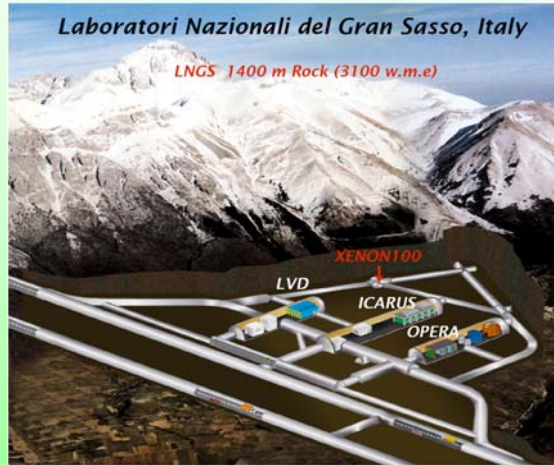 Laboratori Nazionali del Gran Sasso, Italy
LNGS 1400 m Rock (3100 w.m.e)
XENON100
LVD
ICARUS
OPERA